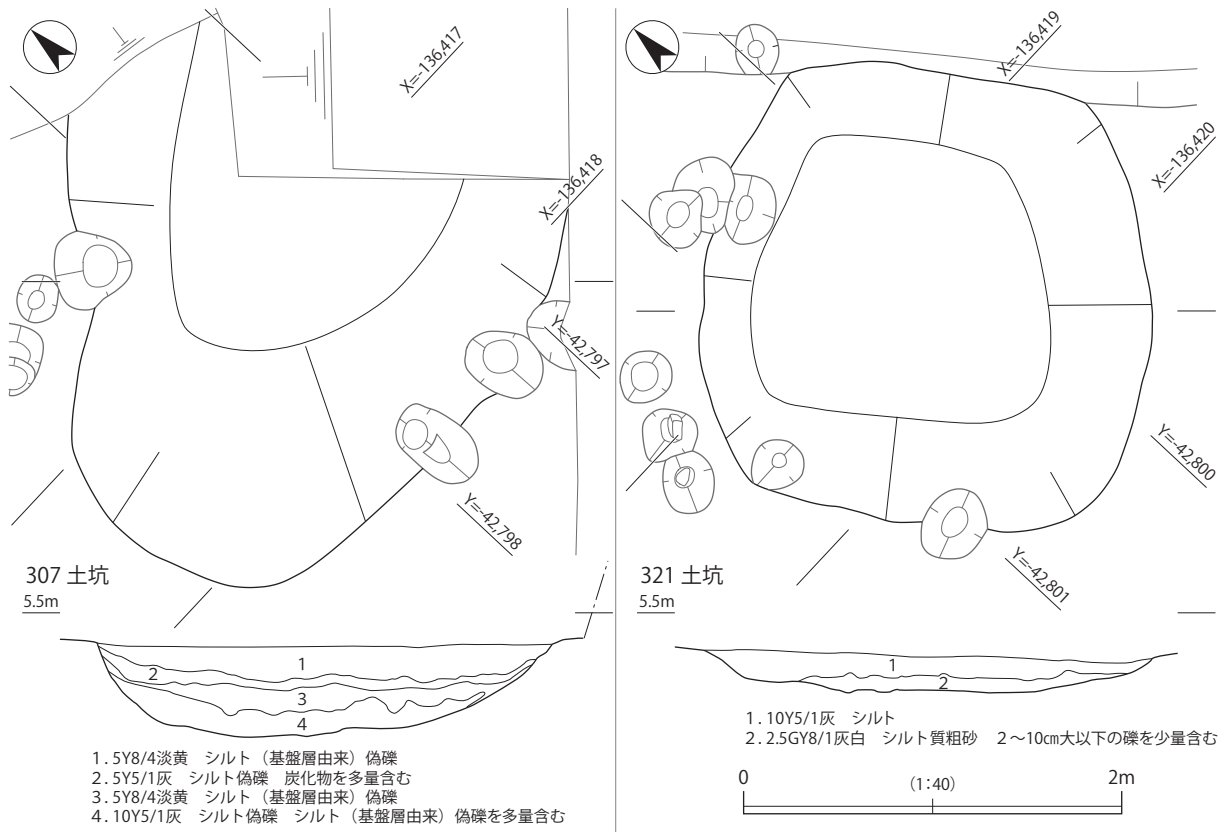 X=-136,417
X=-136,418
Y=-42,797
Y=-42,798
307 土坑
5.5m
1
2
3
4
1．5Y8/4淡黄　シルト（基盤層由来）偽礫
2．5Y5/1灰　シルト偽礫　炭化物を多量含む
3．5Y8/4淡黄　シルト（基盤層由来）偽礫
4．10Y5/1灰　シルト偽礫　シルト（基盤層由来）偽礫を多量含む
X=-136,419
X=-136,420
Y=-42,800
Y=-42,801
321 土坑
5.5m
1
2
1．10Y5/1灰　シルト
2．2.5GY8/1灰白　シルト質粗砂　2～10㎝大以下の礫を少量含む
0 (1:40) 2m